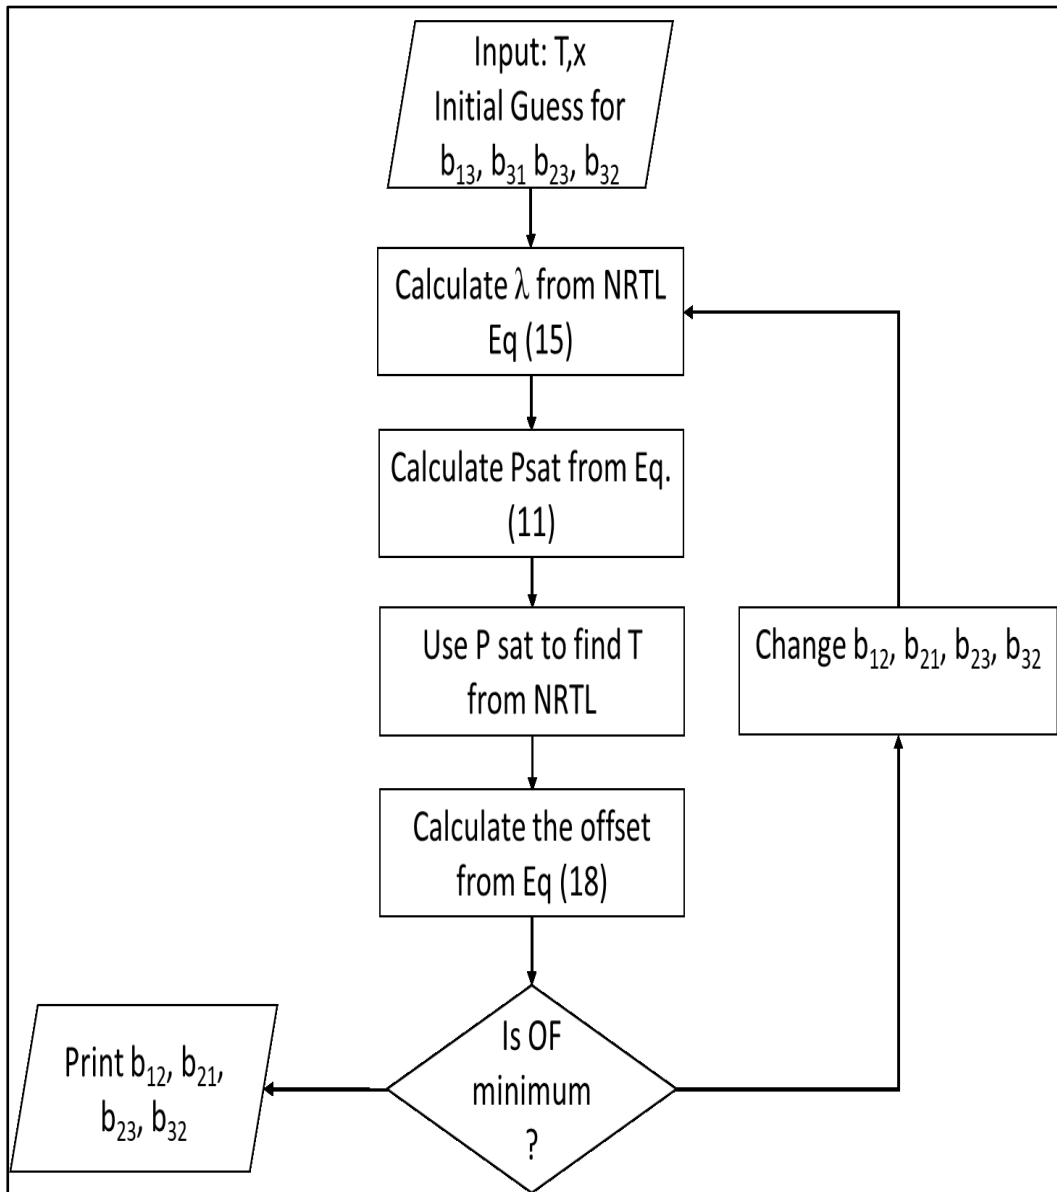 Input: T,x
Initial Guess for
b₁₃, b₃₁ b₂₃, b₃₂
Calculate λ from NRTL
Eq (15)
Calculate Psat from Eq.
(11)
Use P sat to find T
from NRTL
Change b₁₂, b₂₁, b₂₃, b₃₂
Calculate the offset
from Eq (18)
Is OF
minimum
?
Print b₁₂, b₂₁,
b₂₃, b₃₂